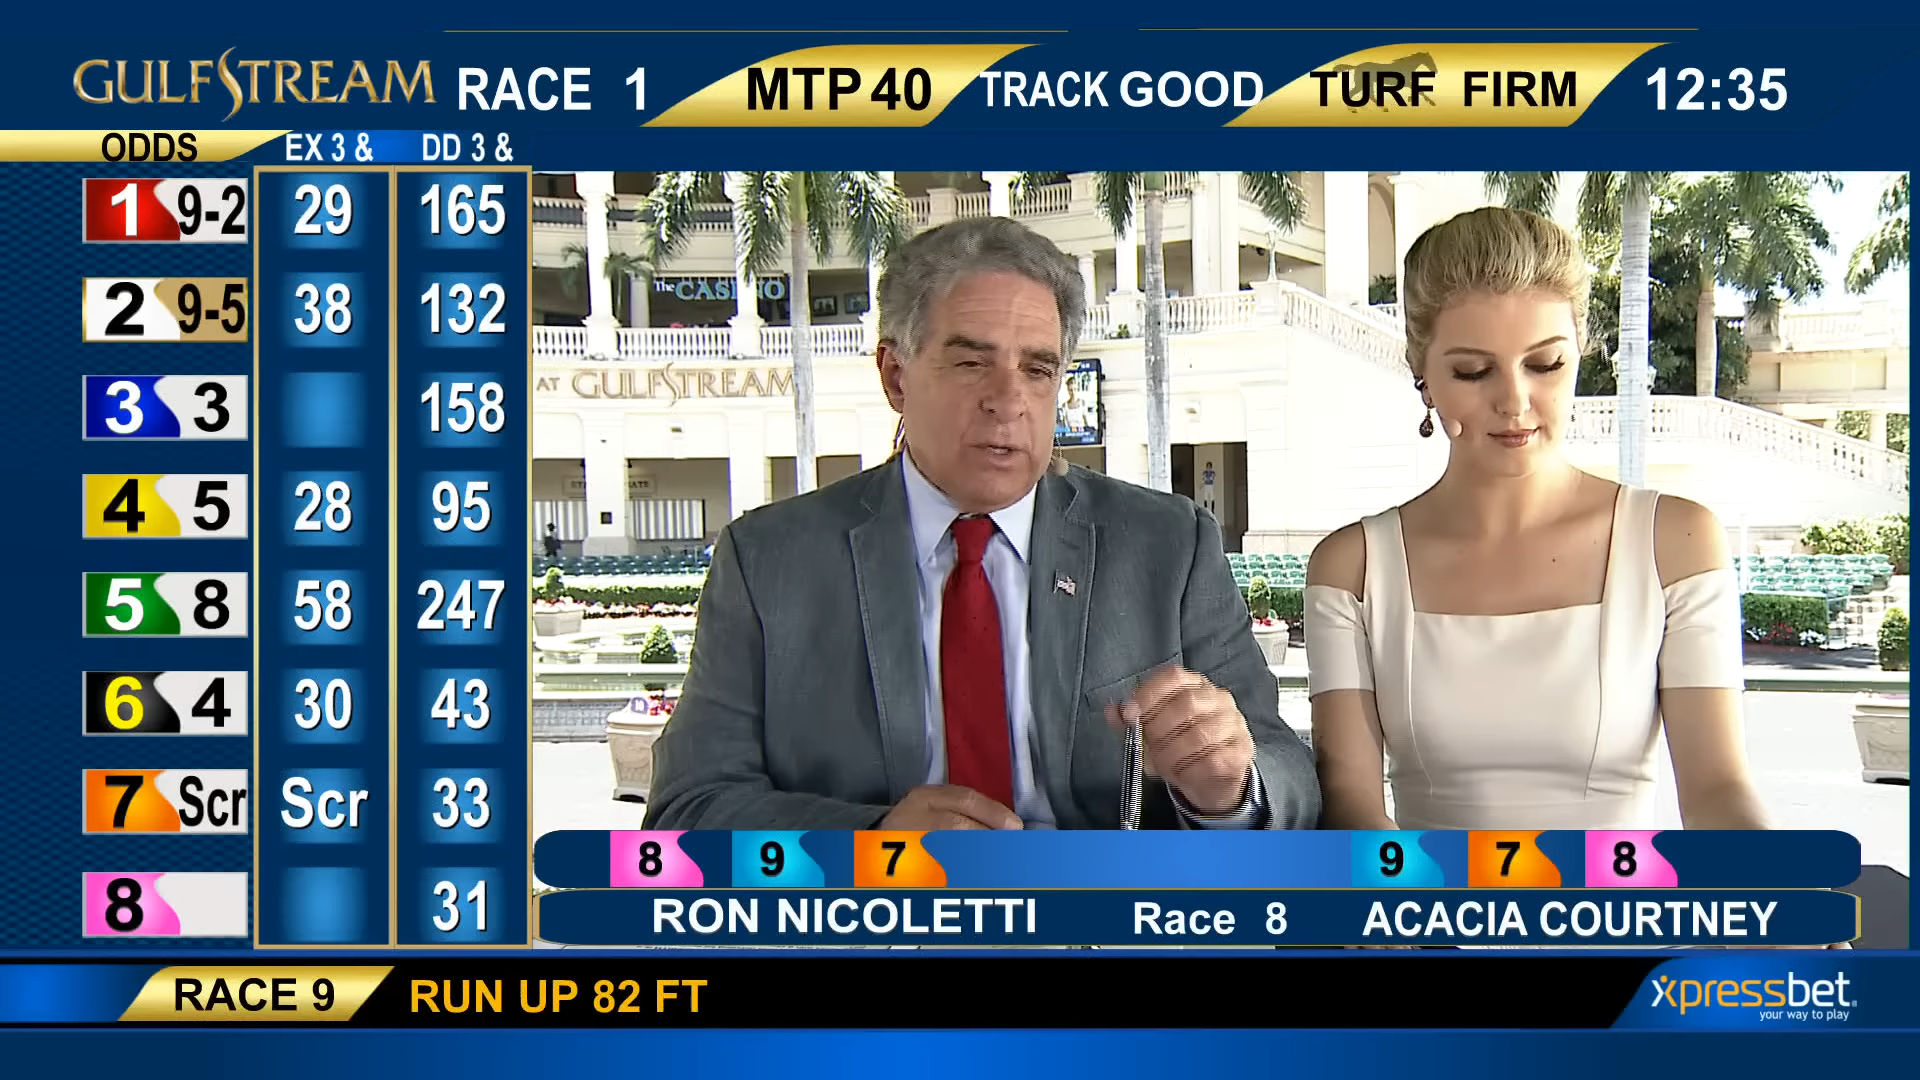 GULFSTREAM RACE 1 MTP 40 TRACK GOOD TURF FIRM 12:35
ODDS EX 3 & DD 3 &
1 9-2 29 165
2 9-5 38 132
3 3 158
4 5 28 95
5 8 58 247
6 4 30 43
7 Scr Scr 33
8 31
The CASINO
AT GULFSTREAM
8 9 7 9 7 8
RON NICOLETTI Race 8 ACACIA COURTNEY
RACE 9 RUN UP 82 FT
xpressbet.
your way to play